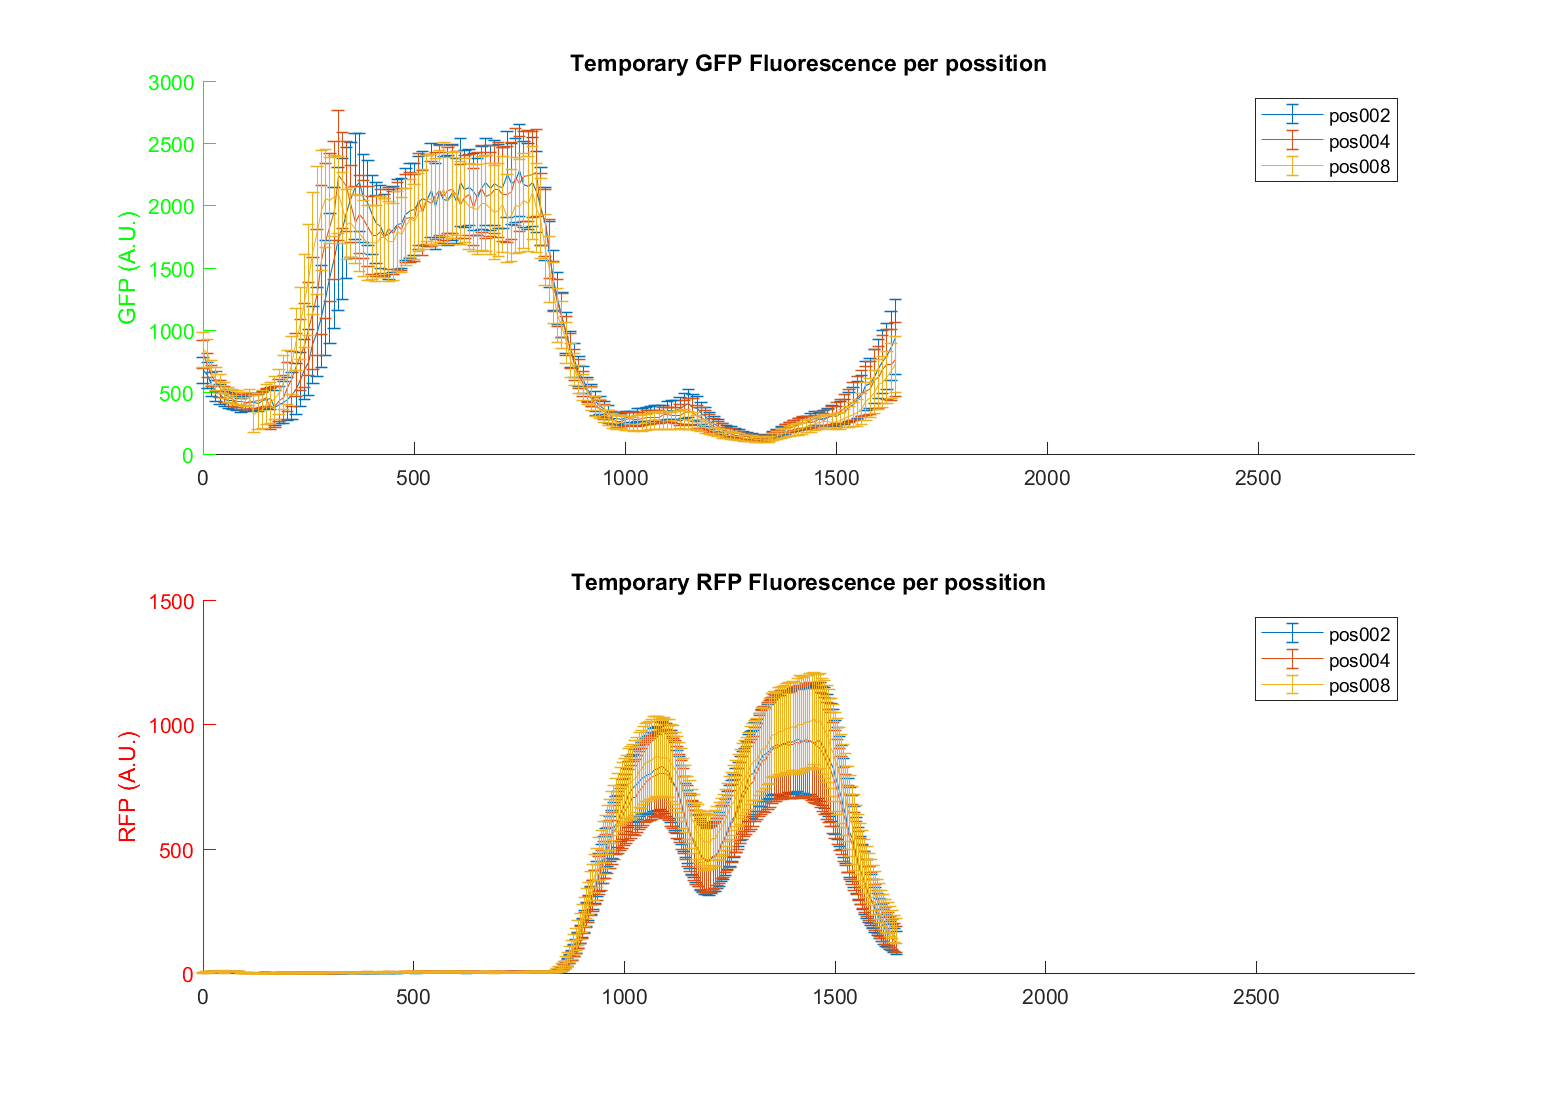 Temporary GFP Fluorescence per possition
3000
2500
2000
1500
1000
500
0
GFP (A.U.)
0 500 1000 1500 2000 2500
pos002
pos004
pos008
Temporary RFP Fluorescence per possition
1500
1000
500
0
RFP (A.U.)
0 500 1000 1500 2000 2500
pos002
pos004
pos008